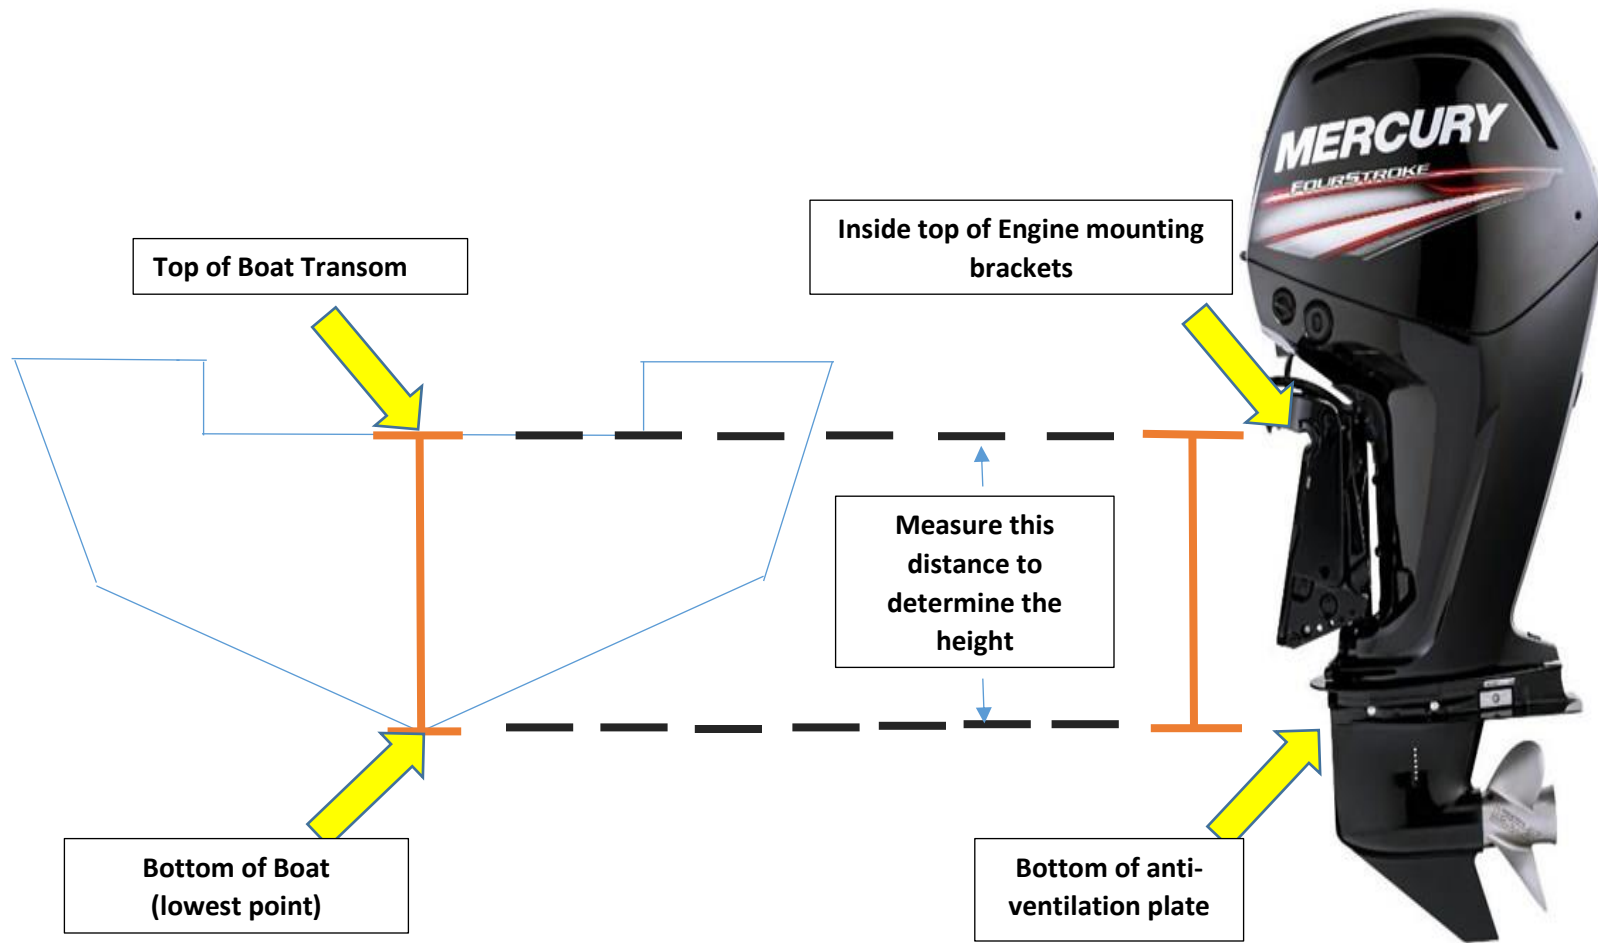 MERCURY
FOURSTROKE
Inside top of Engine mounting
brackets
Top of Boat Transom
Measure this
distance to
determine the
height
Bottom of Boat
(lowest point)
Bottom of anti-
ventilation plate